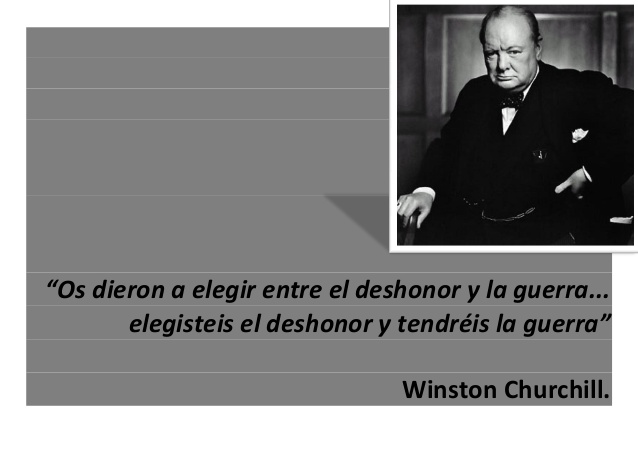 “Os dieron a elegir entre el deshonor y la guerra...
elegisteis el deshonor y tendréis la guerra”
Winston Churchill.